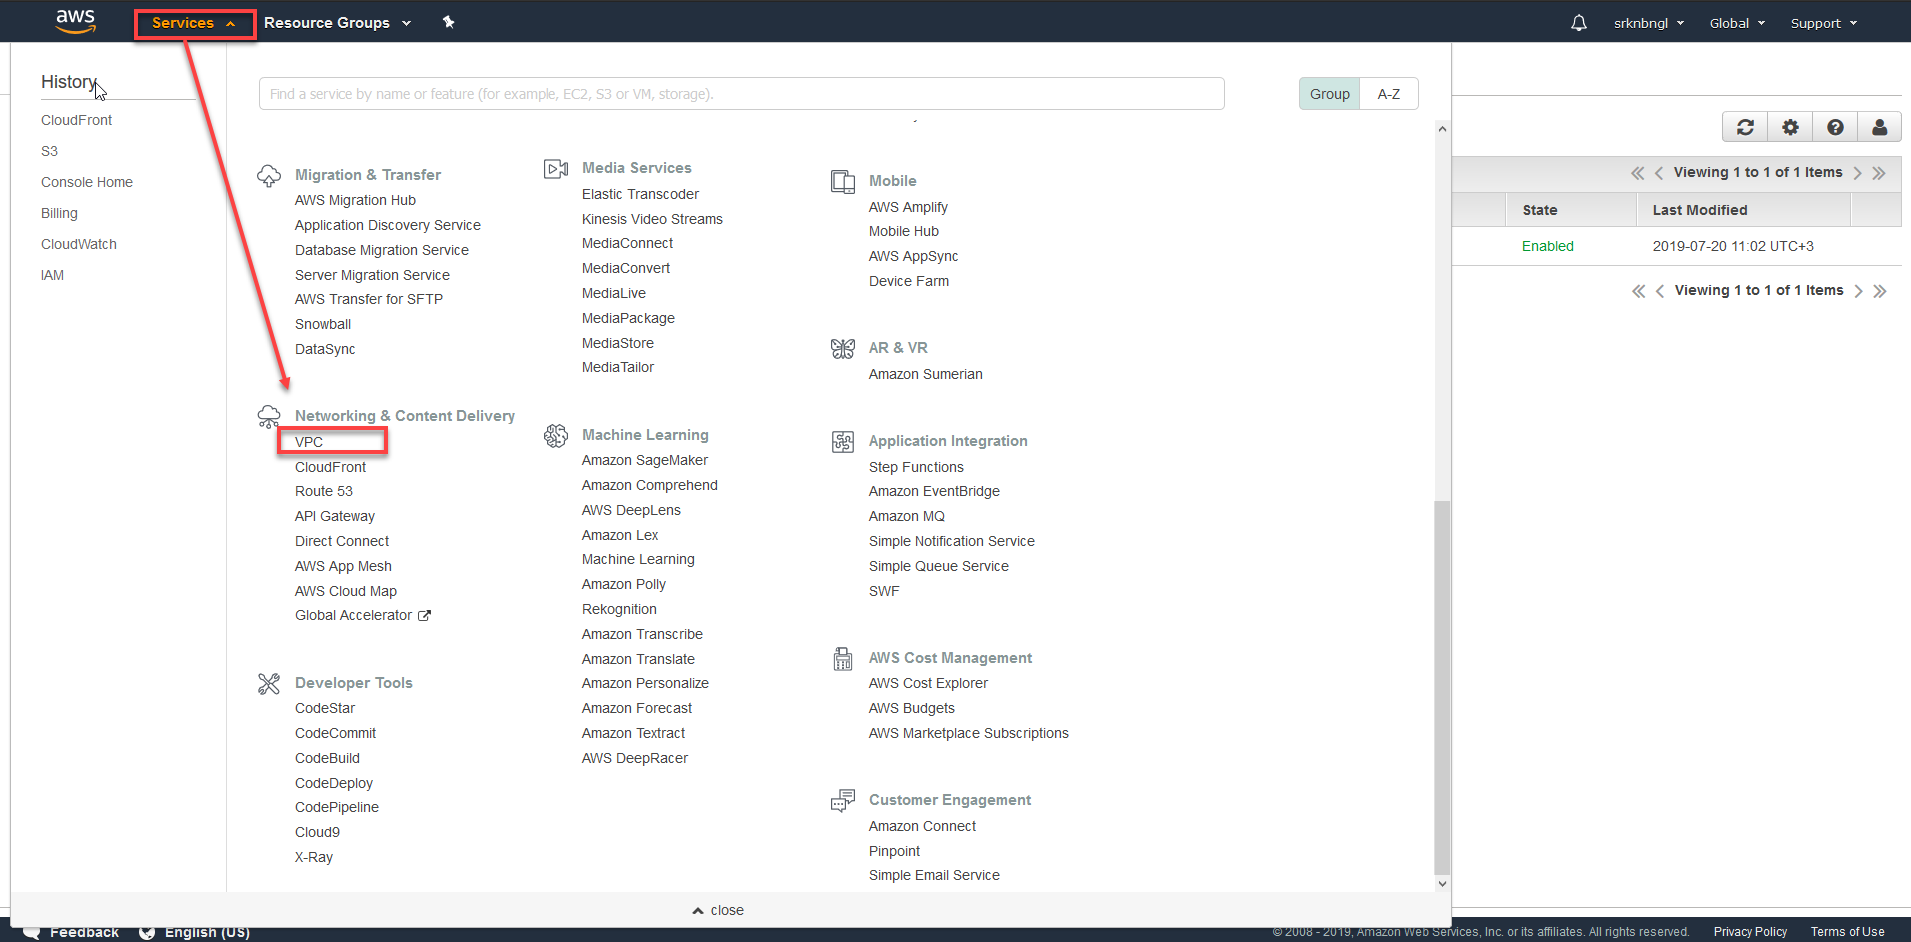 aws
Services
Resource Groups
srknbngl
Global
Support
History
CloudFront
S3
Console Home
Billing
CloudWatch
IAM
Find a service by name or feature (for example, EC2, S3 or VM, storage).
Group
A-Z
Migration & Transfer
AWS Migration Hub
Application Discovery Service
Database Migration Service
Server Migration Service
AWS Transfer for SFTP
Snowball
DataSync
Networking & Content Delivery
VPC
CloudFront
Route 53
API Gateway
Direct Connect
AWS App Mesh
AWS Cloud Map
Global Accelerator
Developer Tools
CodeStar
CodeCommit
CodeBuild
CodeDeploy
CodePipeline
Cloud9
X-Ray
Media Services
Elastic Transcoder
Kinesis Video Streams
MediaConnect
MediaConvert
MediaLive
MediaPackage
MediaStore
MediaTailor
Machine Learning
Amazon SageMaker
Amazon Comprehend
AWS DeepLens
Amazon Lex
Machine Learning
Amazon Polly
Rekognition
Amazon Transcribe
Amazon Translate
Amazon Personalize
Amazon Forecast
Amazon Textract
AWS DeepRacer
Mobile
AWS Amplify
Mobile Hub
AWS AppSync
Device Farm
AR & VR
Amazon Sumerian
Application Integration
Step Functions
Amazon EventBridge
Amazon MQ
Simple Notification Service
Simple Queue Service
SWF
AWS Cost Management
AWS Cost Explorer
AWS Budgets
AWS Marketplace Subscriptions
Customer Engagement
Amazon Connect
Pinpoint
Simple Email Service
close
Viewing 1 to 1 of 1 Items
State
Last Modified
Enabled
2019-07-20 11:02 UTC+3
Viewing 1 to 1 of 1 Items
Feedback
English (US)
© 2008 - 2019, Amazon Web Services, Inc. or its affiliates. All rights reserved.
Privacy Policy
Terms of Use